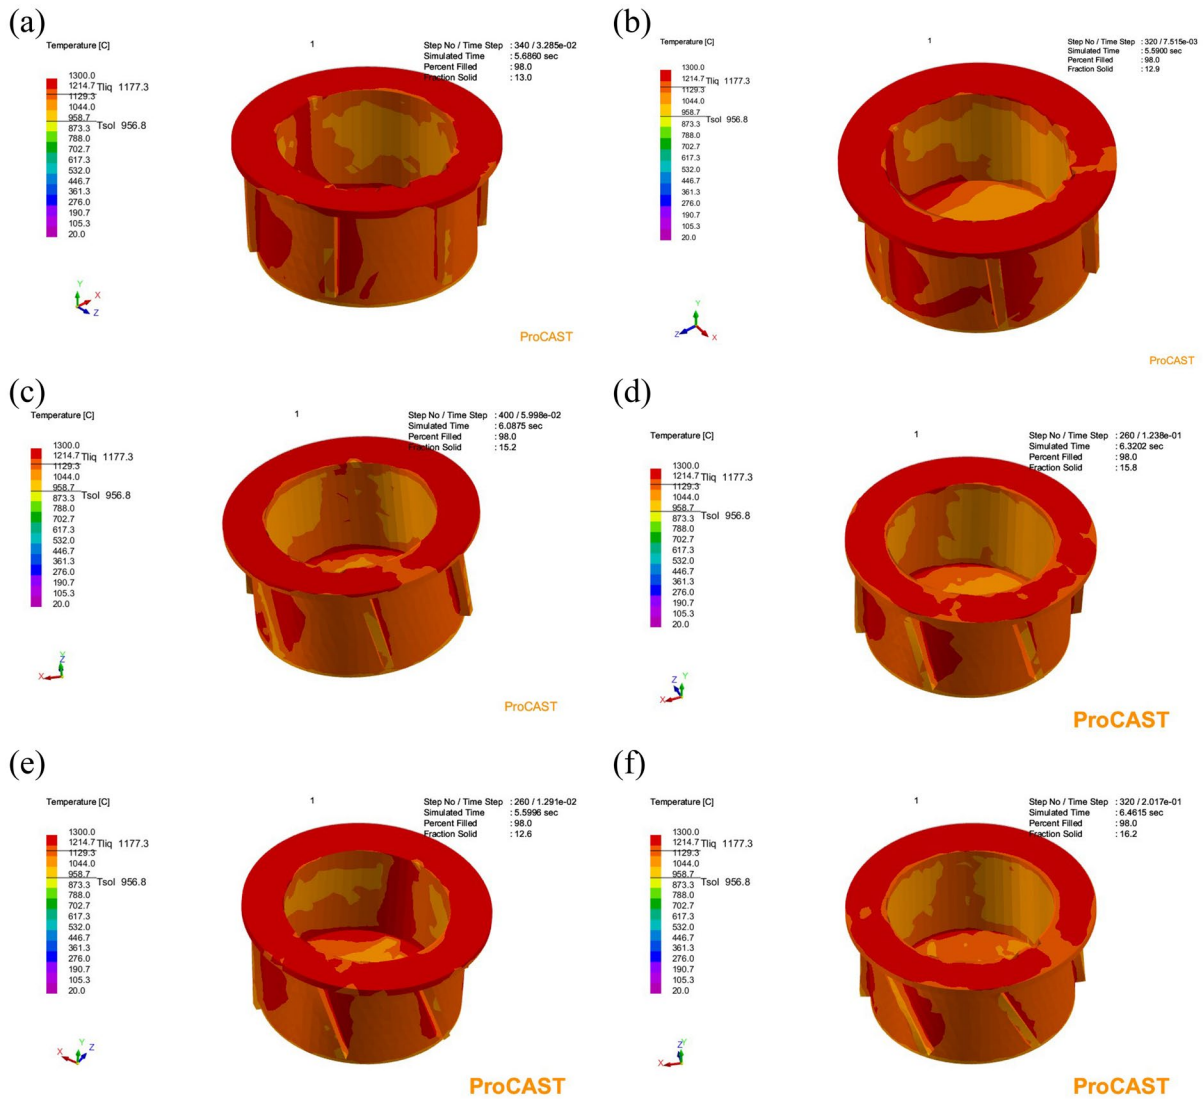 (a)
Temperature [C]
1
Step No / Time Step : 340 / 3.285e-02
Simulated Time : 5.6860 sec
Percent Filled : 98.0
Fraction Solid : 13.0
1300.0
1214.7
Tliq 1177.3
1129.3
1044.0
958.7
Tsol 956.8
873.3
788.0
702.7
617.3
532.0
446.7
361.3
276.0
190.7
105.3
20.0
Y
X
Z
ProCAST
(b)
Temperature [C]
1
Step No / Time Step : 320 / 7.515e-03
Simulated Time : 5.5900 sec
Percent Filled : 98.0
Fraction Solid : 12.9
1300.0
1214.7
Tliq 1177.3
1129.3
1044.0
958.7
Tsol 956.8
873.3
788.0
702.7
617.3
532.0
446.7
361.3
276.0
190.7
105.3
20.0
Y
Z
X
ProCAST
(c)
Temperature [C]
1
Step No / Time Step : 400 / 5.998e-02
Simulated Time : 6.0875 sec
Percent Filled : 98.0
Fraction Solid : 15.2
1300.0
1214.7
Tliq 1177.3
1129.3
1044.0
958.7
Tsol 956.8
873.3
788.0
702.7
617.3
532.0
446.7
361.3
276.0
190.7
105.3
20.0
Y
Z
X
ProCAST
(d)
Temperature [C]
1
Step No / Time Step : 260 / 1.238e-01
Simulated Time : 6.3202 sec
Percent Filled : 98.0
Fraction Solid : 15.8
1300.0
1214.7
Tliq 1177.3
1129.3
1044.0
958.7
Tsol 956.8
873.3
788.0
702.7
617.3
532.0
446.7
361.3
276.0
190.7
105.3
20.0
Z
Y
X
ProCAST
(e)
Temperature [C]
1
Step No / Time Step : 260 / 1.291e-02
Simulated Time : 5.5996 sec
Percent Filled : 98.0
Fraction Solid : 12.6
1300.0
1214.7
Tliq 1177.3
1129.3
1044.0
958.7
Tsol 956.8
873.3
788.0
702.7
617.3
532.0
446.7
361.3
276.0
190.7
105.3
20.0
X
Y
Z
ProCAST
(f)
Temperature [C]
1
Step No / Time Step : 320 / 2.017e-01
Simulated Time : 6.4615 sec
Percent Filled : 98.0
Fraction Solid : 16.2
1300.0
1214.7
Tliq 1177.3
1129.3
1044.0
958.7
Tsol 956.8
873.3
788.0
702.7
617.3
532.0
446.7
361.3
276.0
190.7
105.3
20.0
Z
Y
X
ProCAST